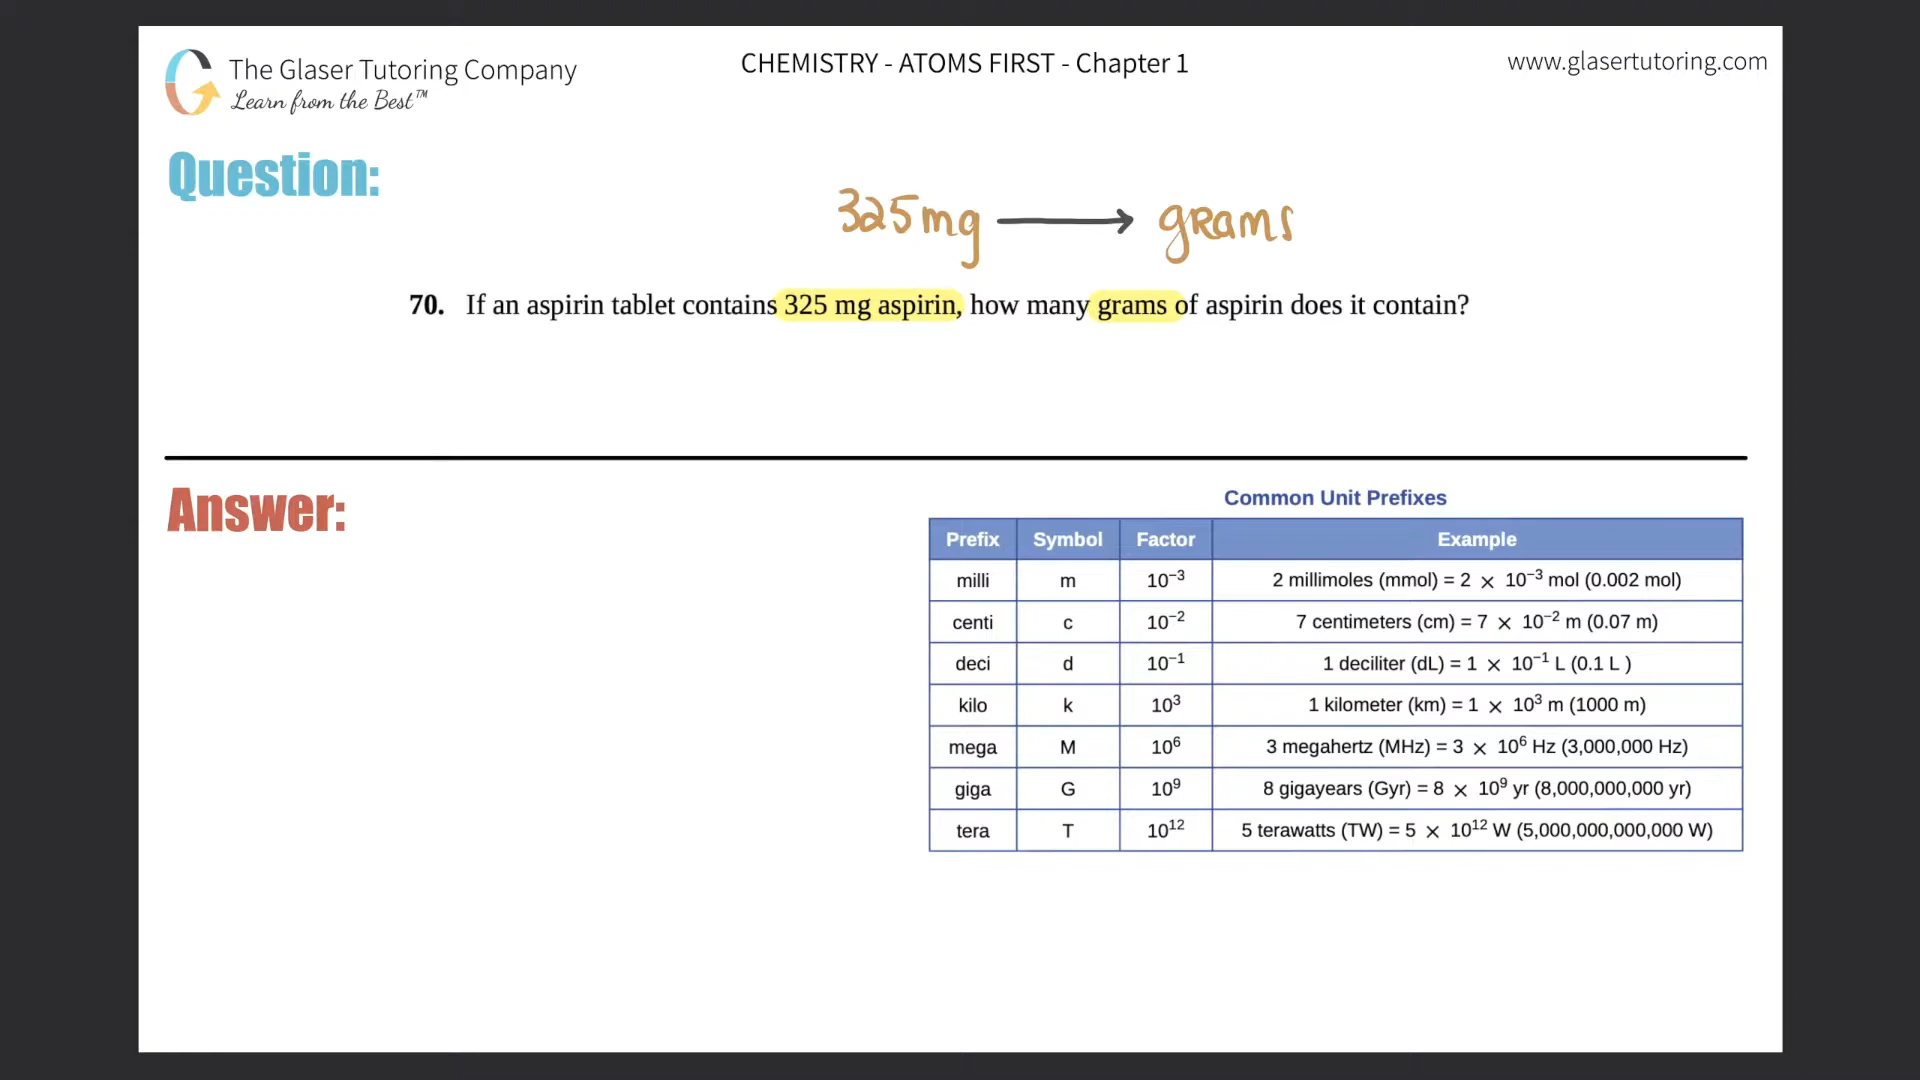 The Glaser Tutoring Company
Learn from the Best™
CHEMISTRY - ATOMS FIRST - Chapter 1
www.glasertutoring.com
Question:
325mg ⟶ grams
70. If an aspirin tablet contains 325 mg aspirin, how many grams of aspirin does it contain?
Answer:
Common Unit Prefixes
Prefix Symbol Factor Example
milli m 10⁻³ 2 millimoles (mmol) = 2 × 10⁻³ mol (0.002 mol)
centi c 10⁻² 7 centimeters (cm) = 7 × 10⁻² m (0.07 m)
deci d 10⁻¹ 1 deciliter (dL) = 1 × 10⁻¹ L (0.1 L )
kilo k 10³ 1 kilometer (km) = 1 × 10³ m (1000 m)
mega M 10⁶ 3 megahertz (MHz) = 3 × 10⁶ Hz (3,000,000 Hz)
giga G 10⁹ 8 gigayears (Gyr) = 8 × 10⁹ yr (8,000,000,000 yr)
tera T 10¹² 5 terawatts (TW) = 5 × 10¹² W (5,000,000,000,000 W)